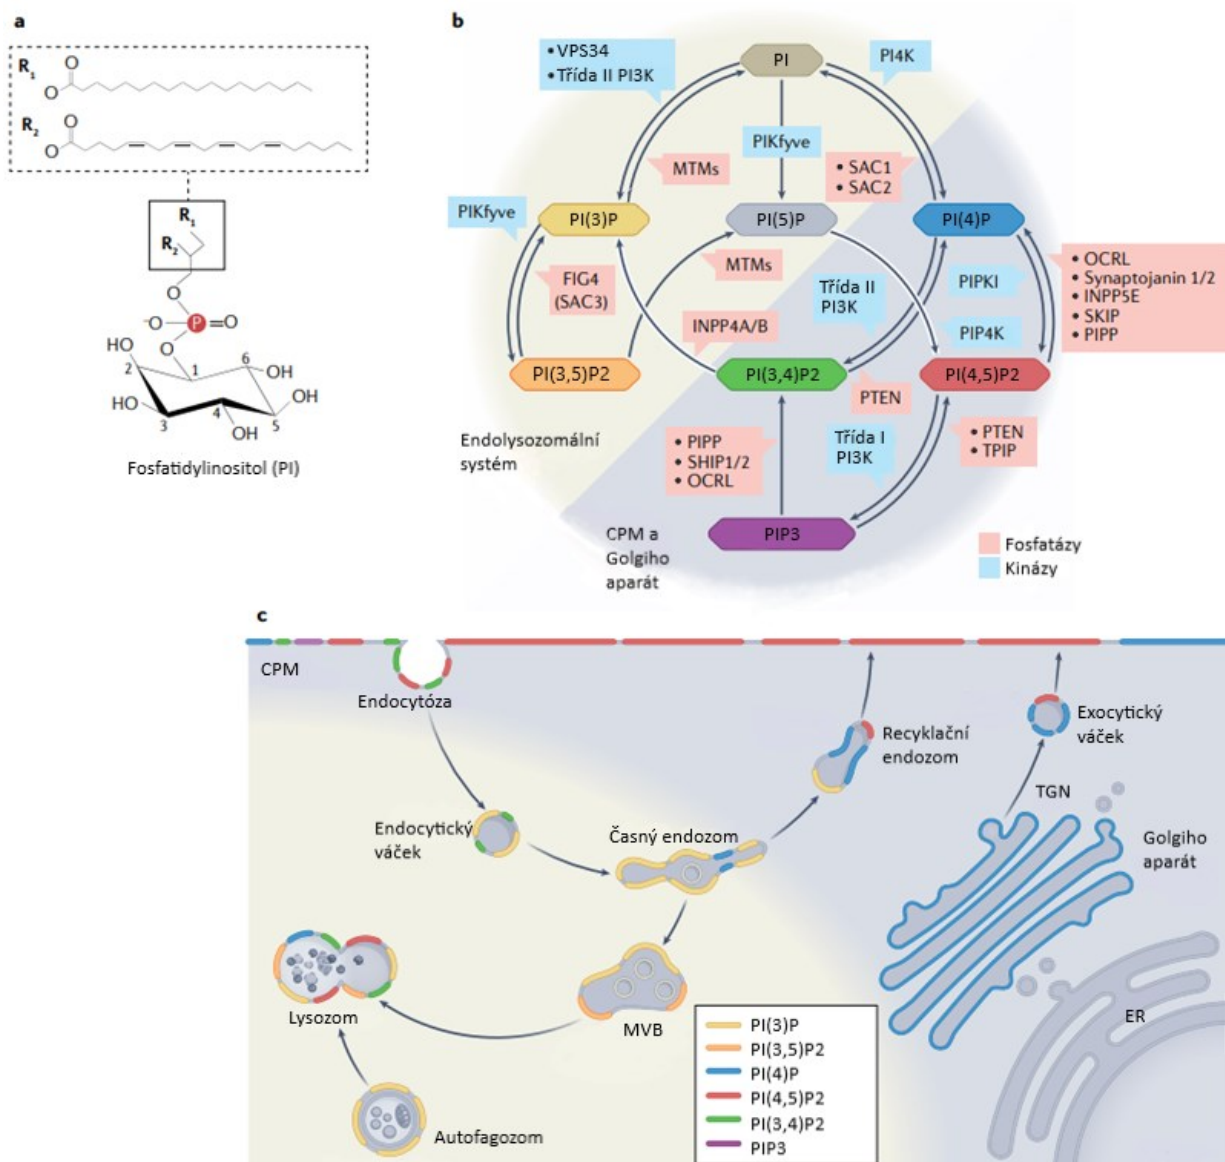 a
R₁
O
O
R₂
O
O
R₁
R₂
O
⁻O
P
O
O
HO
2
1
6
OH
HO
3
4
5
OH
OH
Fosfatidylinositol (PI)
b
• VPS34
• Třída II PI3K
PI
PI4K
PIKfyve
MTMs
• SAC1
• SAC2
PIKfyve
PI(3)P
PI(5)P
PI(4)P
FIG4
(SAC3)
MTMs
Třída II
PI3K
PIPKI
• OCRL
• Synaptojanin 1/2
• INPP5E
• SKIP
• PIPP
INPP4A/B
PIP4K
PI(3,5)P2
PI(3,4)P2
PI(4,5)P2
PTEN
Endolysozomální
systém
• PIPP
• SHIP1/2
• OCRL
Třída I
PI3K
• PTEN
• TPIP
PIP3
CPM a
Golgiho
aparát
Fosfatázy
Kinázy
c
CPM
Endocytóza
Recyklační
endozom
Exocytický
váček
TGN
Golgiho
aparát
Endocytický
váček
Časný endozom
Lysozom
MVB
ER
Autofagozom
PI(3)P
PI(3,5)P2
PI(4)P
PI(4,5)P2
PI(3,4)P2
PIP3